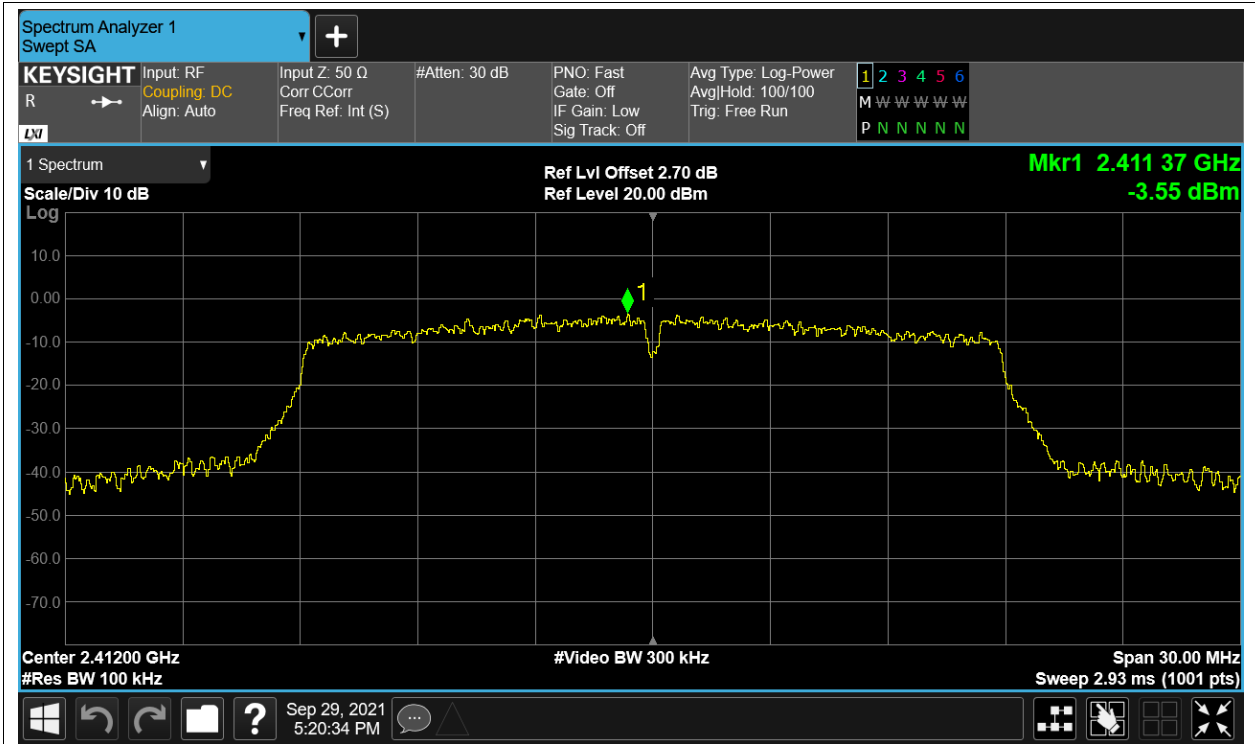 Spectrum Analyzer 1
Swept SA
KEYSIGHT
R
LXI
Input: RF
Coupling: DC
Align: Auto
Input Z: 50 Ω
Corr CCorr
Freq Ref: Int (S)
#Atten: 30 dB
PNO: Fast
Gate: Off
IF Gain: Low
Sig Track: Off
Avg Type: Log-Power
Avg|Hold: 100/100
Trig: Free Run
1 2 3 4 5 6
M W W W W W
P N N N N N
1 Spectrum
Scale/Div 10 dB
Ref Lvl Offset 2.70 dB
Ref Level 20.00 dBm
Mkr1 2.411 37 GHz
-3.55 dBm
Log
10.0
0.00
-10.0
-20.0
-30.0
-40.0
-50.0
-60.0
-70.0
1
Center 2.41200 GHz
#Res BW 100 kHz
#Video BW 300 kHz
Span 30.00 MHz
Sweep 2.93 ms (1001 pts)
?
Sep 29, 2021
5:20:34 PM